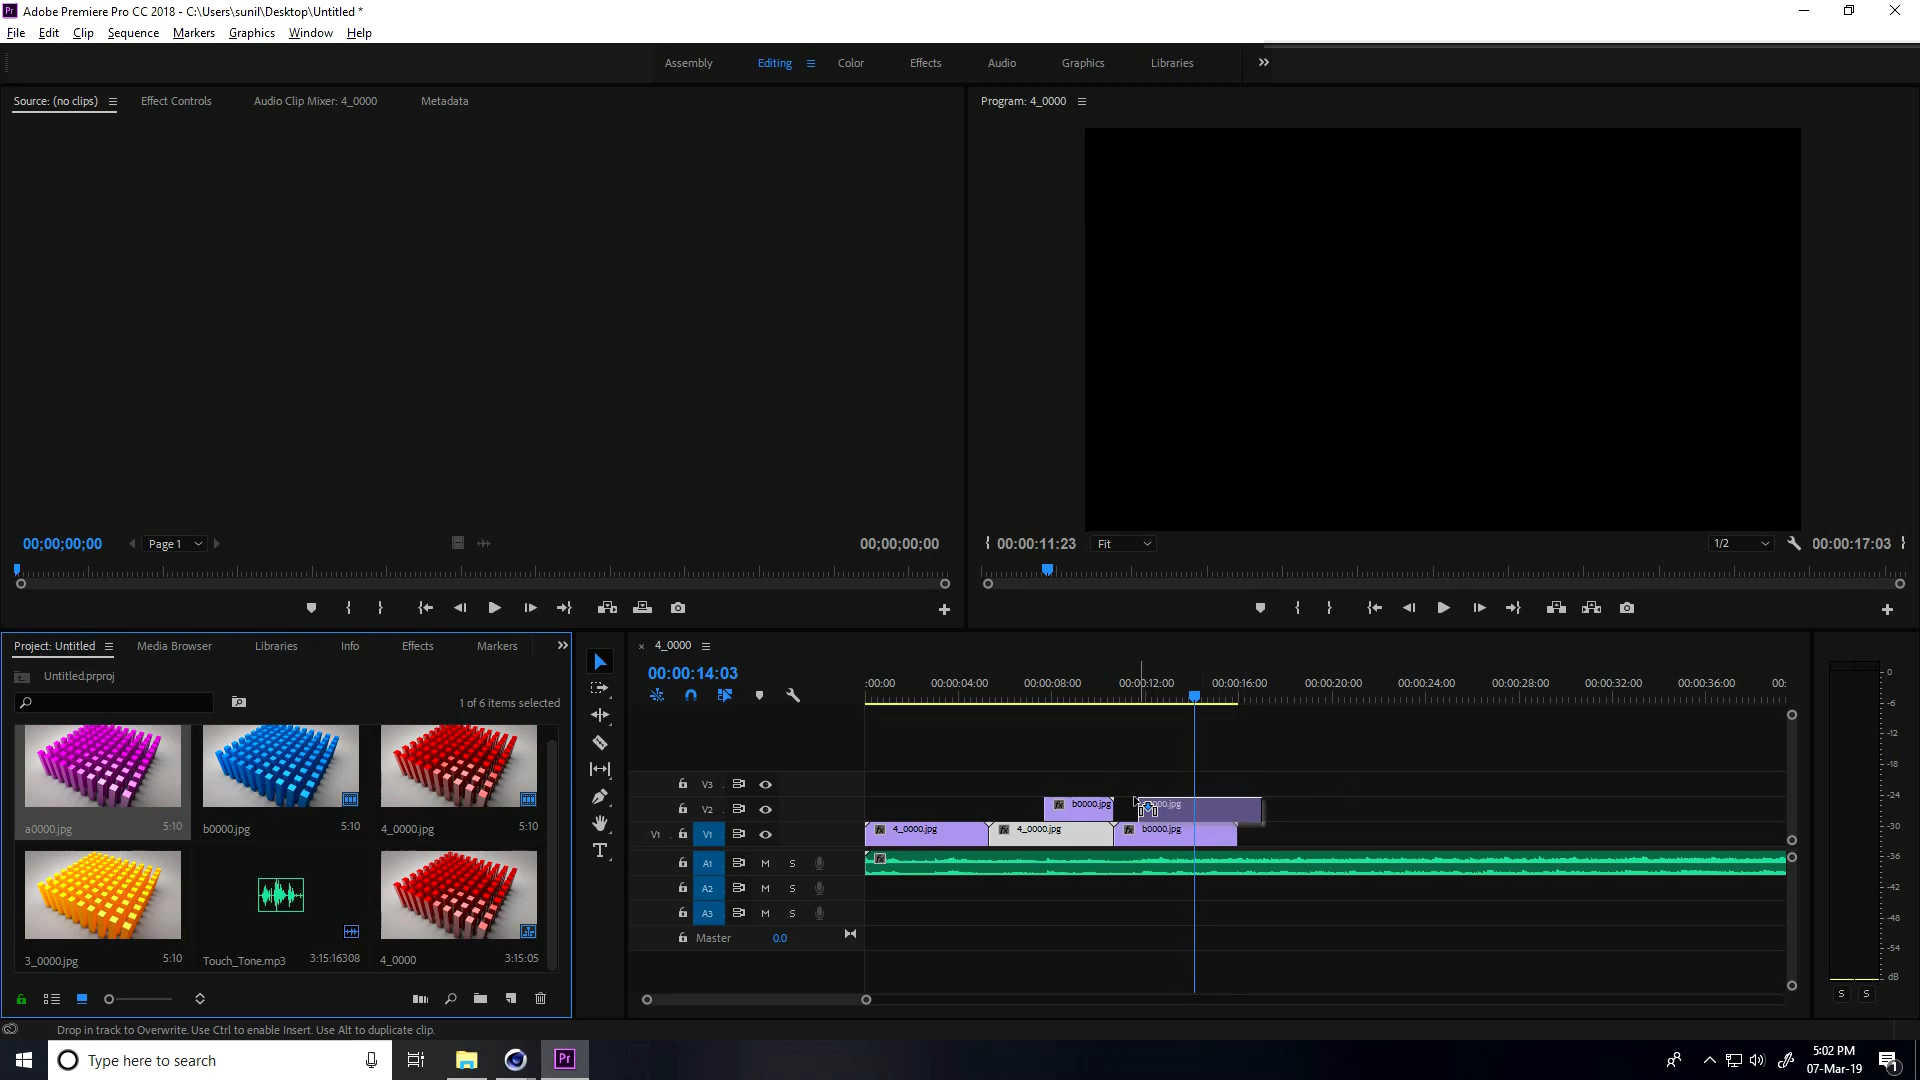 Adobe Premiere Pro CC 2018 - C:\Users\sunil\Desktop\Untitled *
File Edit Clip Sequence Markers Graphics Window Help
Assembly Editing Color Effects Audio Graphics Libraries
Source: (no clips) Effect Controls Audio Clip Mixer: 4_0000 Metadata
Program: 4_0000
00;00;00;00 Page 1 00;00;00;00
00:00:11:23 Fit 1/2 00:00:17:03
Project: Untitled Media Browser Libraries Info Effects Markers
Untitled.prproj
1 of 6 items selected
a0000.jpg 5:10 b0000.jpg 5:10 4_0000.jpg 5:10
3_0000.jpg 5:10 Touch_Tone.mp3 3:15:16308 4_0000 3:15:05
4_0000
00:00:14:03
:00:00 00:00:04:00 00:00:08:00 00:00:12:00 00:00:16:00 00:00:20:00 00:00:24:00 00:00:28:00 00:00:32:00 00:00:36:00 00:
V3
V2 b0000.jpg
V1 V1 4_0000.jpg 4_0000.jpg b0000.jpg
A1 M S
A2 M S
A3 M S
Master 0.0
0
-6
-12
-18
-24
-30
-36
-42
-48
-54
dB
S S
Drop in track to Overwrite. Use Ctrl to enable Insert. Use Alt to duplicate clip.
Type here to search
5:02 PM
07-Mar-19